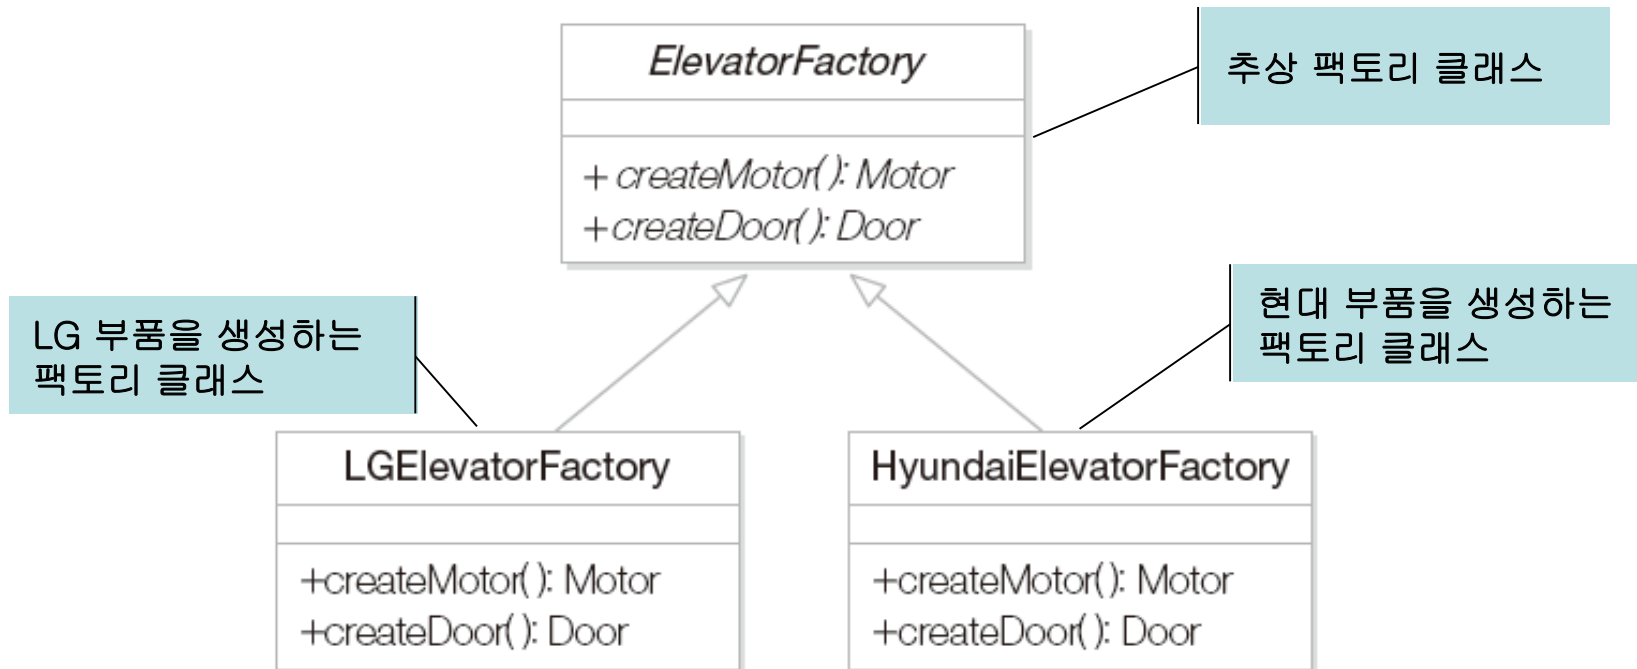 ElevatorFactory
추상 팩토리 클래스
+ createMotor(): Motor
+createDoor(): Door
LG 부품을 생성하는
팩토리 클래스
현대 부품을 생성하는
팩토리 클래스
LGElevatorFactory
+createMotor(): Motor
+createDoor(): Door
HyundaiElevatorFactory
+createMotor(): Motor
+createDoor(): Door